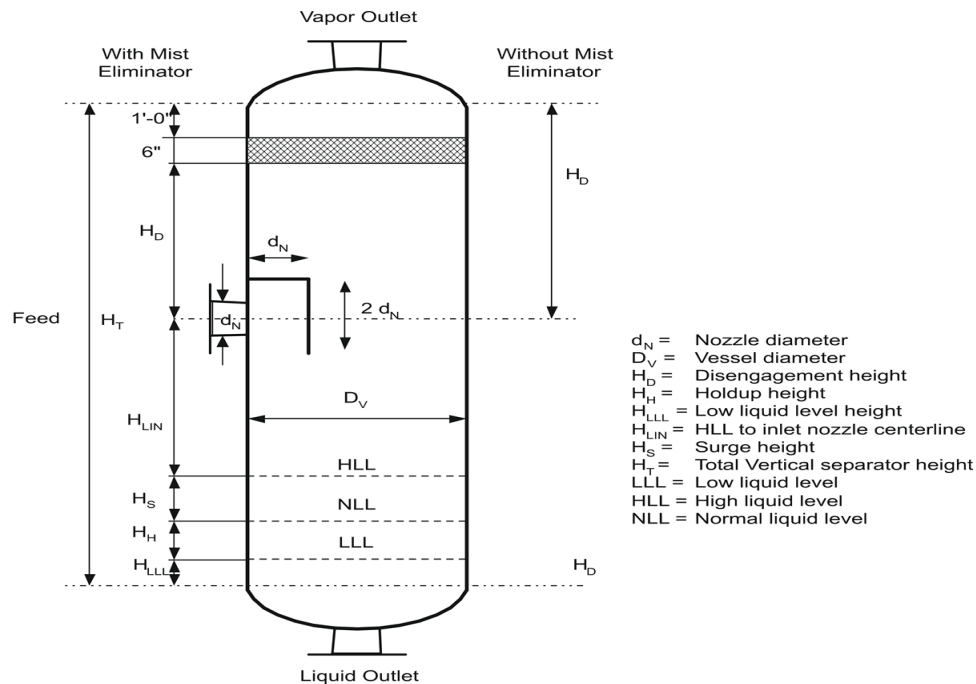 Vapor Outlet
With Mist
Eliminator
Without Mist
Eliminator
1'-0"
6"
H_D
H_D
d_N
Feed
H_T
d_N
2 d_N
H_LIN
D_V
HLL
H_S
NLL
H_H
LLL
H_LLL
H_D
Liquid Outlet
d_N = Nozzle diameter
D_V = Vessel diameter
H_D = Disengagement height
H_H = Holdup height
H_LLL = Low liquid level height
H_LIN = HLL to inlet nozzle centerline
H_S = Surge height
H_T = Total Vertical separator height
LLL = Low liquid level
HLL = High liquid level
NLL = Normal liquid level